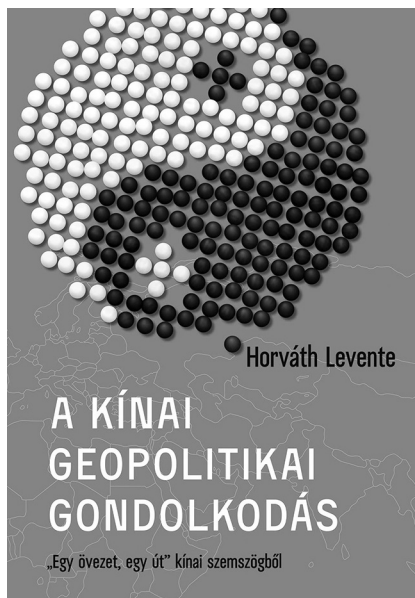 Horváth Levente
A KÍNAI
GEOPOLITIKAI
GONDOLKODÁS
„Egy övezet, egy út” kínai szemszögből